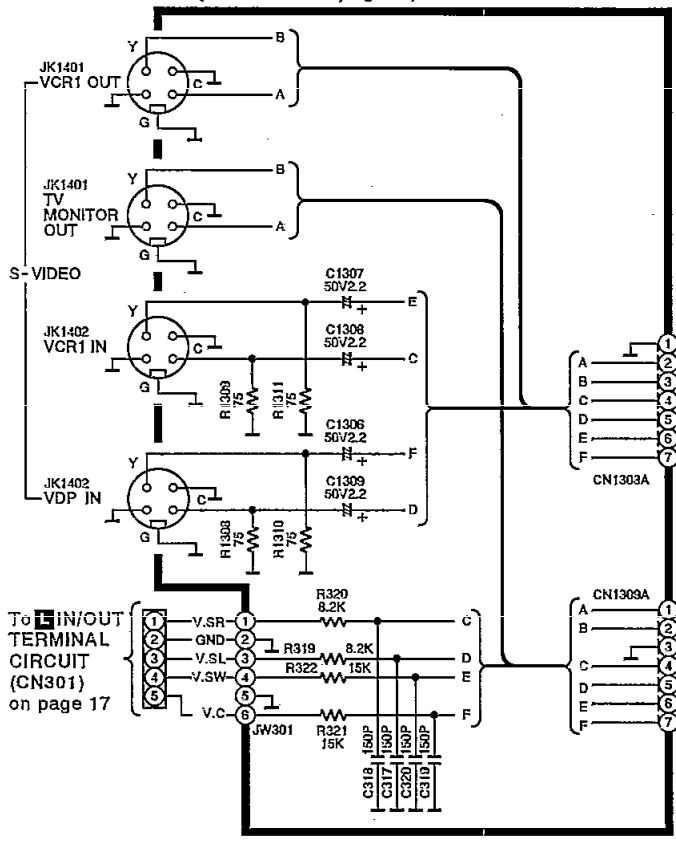 JK1401
VCR1 OUT
Y
C
G
B
A
JK1401
TV
MONITOR
OUT
Y
C
G
B
A
S-VIDEO
JK1402
VCR1 IN
Y
C
G
C1307
50V2.2
+
E
C1308
50V2.2
+
C
R1309
75
R1311
75
JK1402
VDP IN
Y
C
G
C1306
50V2.2
+
F
C1309
50V2.2
+
D
R1308
75
R1310
75
1
A 2
B 3
C 4
D 5
E 6
F 7
CN1303A
To L IN/OUT
TERMINAL
CIRCUIT
(CN301)
on page 17
1 V.SR 1
2 GND 2
3 V.SL 3
4 V.SW 4
5 5
V.C 6
JW301
R320
8.2K
C
R319 8.2K
D
R322 15K
E
R321
15K
F
150P 150P 150P 150P
C318 C317 C320 C319
CN1309A
A 1
B 2
3
C 4
D 5
E 6
F 7